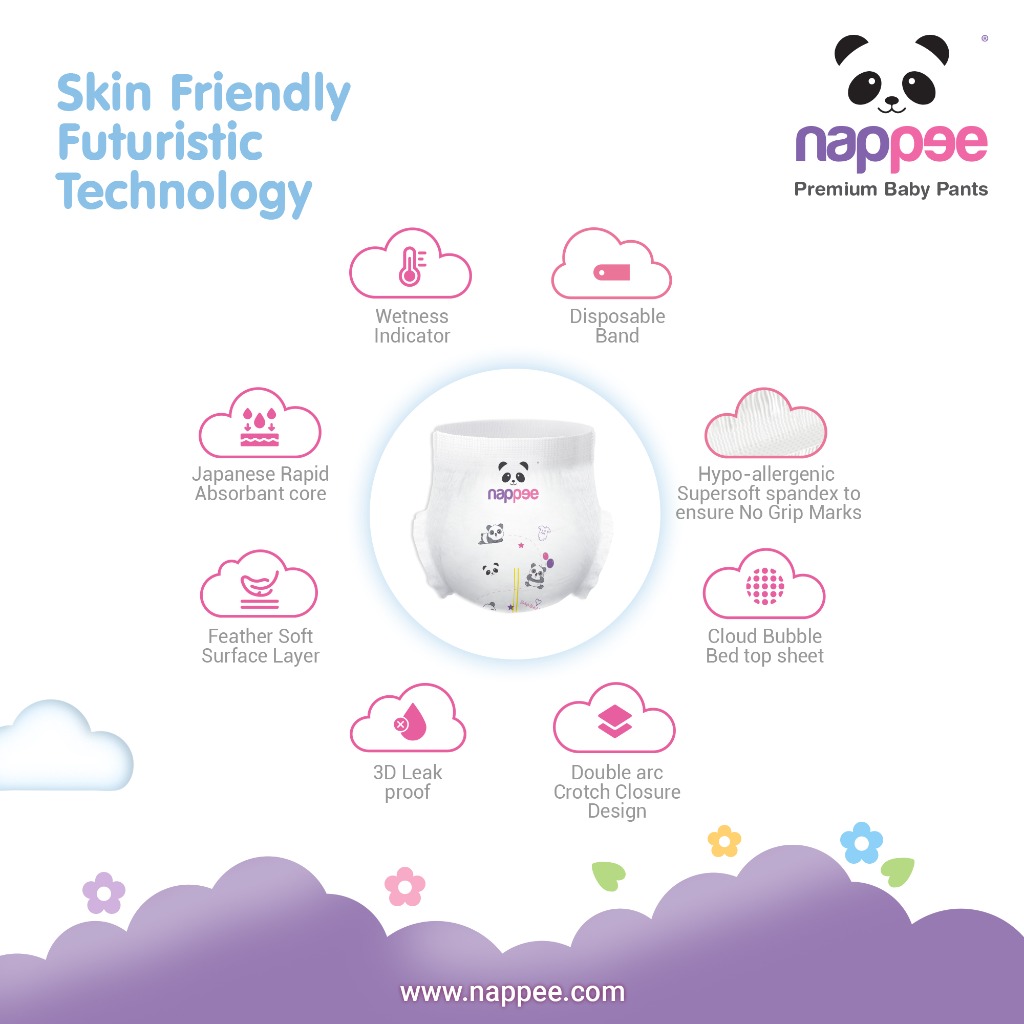 Skin Friendly
Futuristic
Technology
®
nappee
Premium Baby Pants
Wetness
Indicator
Disposable
Band
Japanese Rapid
Absorbant core
Hypo-allergenic
Supersoft spandex to
ensure No Grip Marks
nappee
Feather Soft
Surface Layer
Cloud Bubble
Bed top sheet
3D Leak
proof
Double arc
Crotch Closure
Design
www.nappee.com